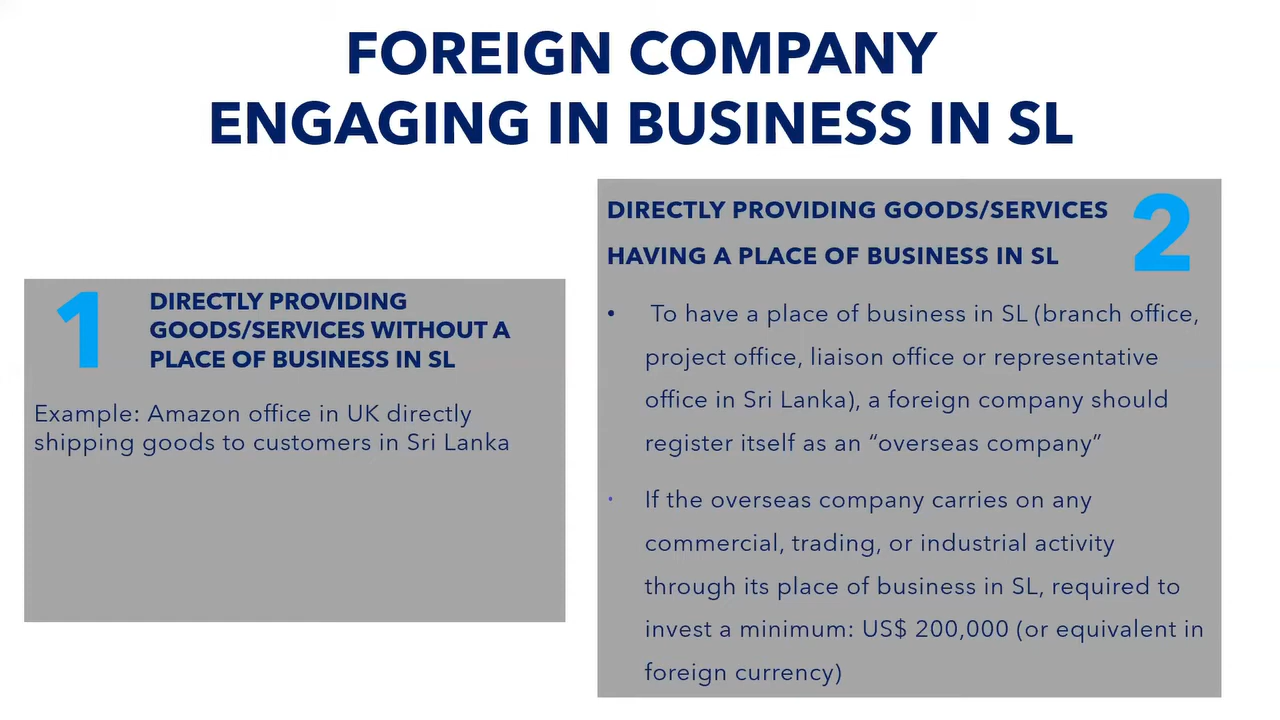 FOREIGN COMPANY
ENGAGING IN BUSINESS IN SL
1
DIRECTLY PROVIDING
GOODS/SERVICES WITHOUT A
PLACE OF BUSINESS IN SL
Example: Amazon office in UK directly
shipping goods to customers in Sri Lanka
2
DIRECTLY PROVIDING GOODS/SERVICES
HAVING A PLACE OF BUSINESS IN SL
• To have a place of business in SL (branch office,
project office, liaison office or representative
office in Sri Lanka), a foreign company should
register itself as an “overseas company”
• If the overseas company carries on any
commercial, trading, or industrial activity
through its place of business in SL, required to
invest a minimum: US$ 200,000 (or equivalent in
foreign currency)